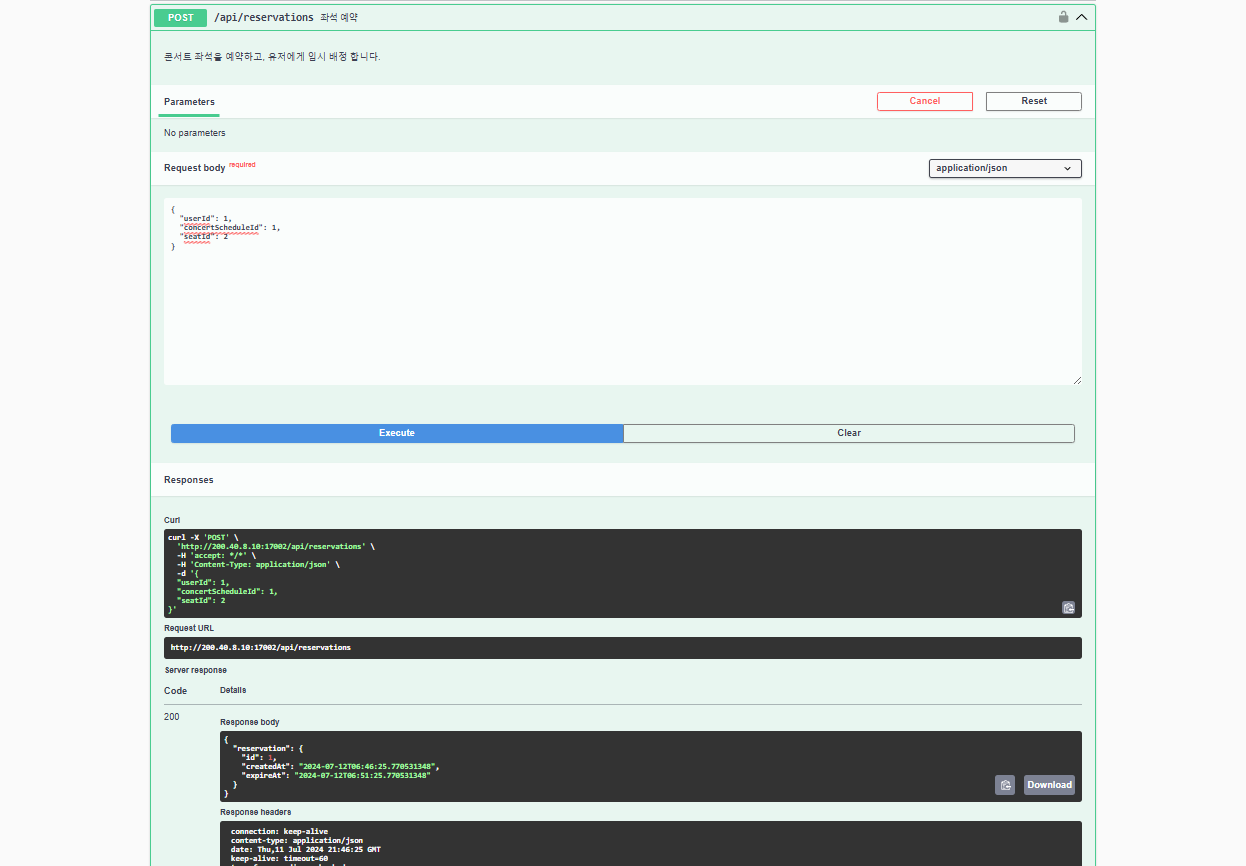 POST /api/reservations 좌석 예약
콘서트 좌석을 예약하고, 유저에게 임시 배정 합니다.
Parameters
Cancel
Reset
No parameters
Request body required
application/json
{
"userId": 1,
"concertScheduleId": 1,
"seatId": 2
}
Execute
Clear
Responses
Curl
curl -X 'POST' \
'http://200.40.8.10:17002/api/reservations' \
-H 'accept: */*' \
-H 'Content-Type: application/json' \
-d '{
"userId": 1,
"concertScheduleId": 1,
"seatId": 2
}'
Request URL
http://200.40.8.10:17002/api/reservations
Server response
Code Details
200
Response body
{
"reservation": {
"id": 1,
"createdAt": "2024-07-12T06:46:25.770531348",
"expireAt": "2024-07-12T06:51:25.770531348"
}
}
Download
Response headers
connection: keep-alive
content-type: application/json
date: Thu,11 Jul 2024 21:46:25 GMT
keep-alive: timeout=60